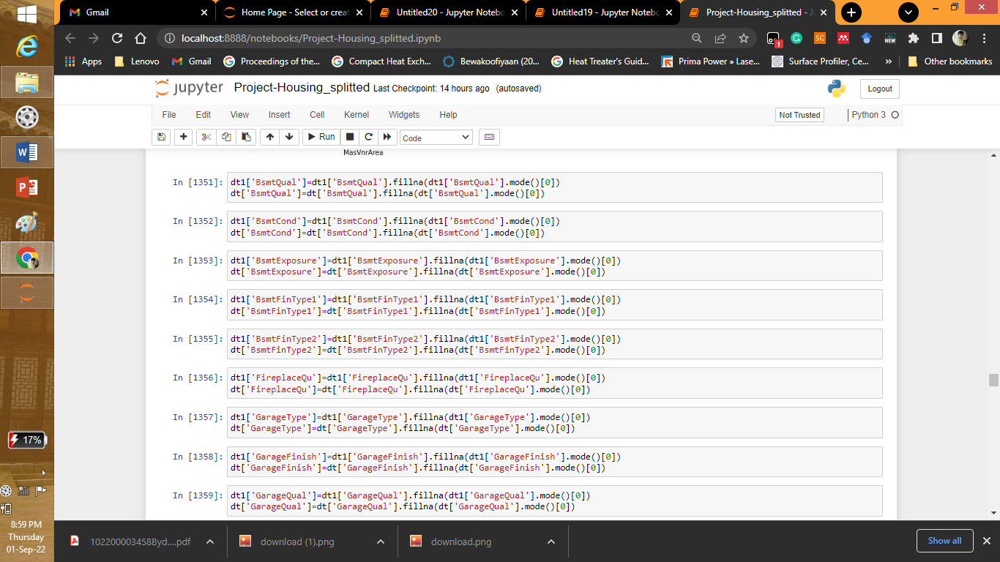 Gmail
Home Page - Select or creat
Untitled20 - Jupyter Notebo
Untitled19 - Jupyter Notebo
Project-Housing_splitted - J
localhost:8888/notebooks/Project-Housing_splitted.ipynb
1
SC
NEW
Apps
Lenovo
Gmail
Proceedings of the...
Compact Heat Exch...
Bewakoofiyaan (20...
Heat Treater's Guid...
Prima Power » Lase...
Surface Profiler, Ce...
»
Other bookmarks
jupyter Project-Housing_splitted Last Checkpoint: 14 hours ago (autosaved)
Logout
File Edit View Insert Cell Kernel Widgets Help
Not Trusted
Python 3
Run
Code
MasVnrArea
In [1351]: dt1['BsmtQual']=dt1['BsmtQual'].fillna(dt1['BsmtQual'].mode()[0])
dt['BsmtQual']=dt['BsmtQual'].fillna(dt['BsmtQual'].mode()[0])
In [1352]: dt1['BsmtCond']=dt1['BsmtCond'].fillna(dt1['BsmtCond'].mode()[0])
dt['BsmtCond']=dt['BsmtCond'].fillna(dt['BsmtCond'].mode()[0])
In [1353]: dt1['BsmtExposure']=dt1['BsmtExposure'].fillna(dt1['BsmtExposure'].mode()[0])
dt['BsmtExposure']=dt['BsmtExposure'].fillna(dt['BsmtExposure'].mode()[0])
In [1354]: dt1['BsmtFinType1']=dt1['BsmtFinType1'].fillna(dt1['BsmtFinType1'].mode()[0])
dt['BsmtFinType1']=dt['BsmtFinType1'].fillna(dt['BsmtFinType1'].mode()[0])
In [1355]: dt1['BsmtFinType2']=dt1['BsmtFinType2'].fillna(dt1['BsmtFinType2'].mode()[0])
dt['BsmtFinType2']=dt['BsmtFinType2'].fillna(dt['BsmtFinType2'].mode()[0])
In [1356]: dt1['FireplaceQu']=dt1['FireplaceQu'].fillna(dt1['FireplaceQu'].mode()[0])
dt['FireplaceQu']=dt['FireplaceQu'].fillna(dt['FireplaceQu'].mode()[0])
In [1357]: dt1['GarageType']=dt1['GarageType'].fillna(dt1['GarageType'].mode()[0])
dt['GarageType']=dt['GarageType'].fillna(dt['GarageType'].mode()[0])
In [1358]: dt1['GarageFinish']=dt1['GarageFinish'].fillna(dt1['GarageFinish'].mode()[0])
dt['GarageFinish']=dt['GarageFinish'].fillna(dt['GarageFinish'].mode()[0])
In [1359]: dt1['GarageQual']=dt1['GarageQual'].fillna(dt1['GarageQual'].mode()[0])
dt['GarageQual']=dt['GarageQual'].fillna(dt['GarageQual'].mode()[0])
17%
8:59 PM
Thursday
01-Sep-22
102200003458Byd....pdf
download (1).png
download.png
Show all